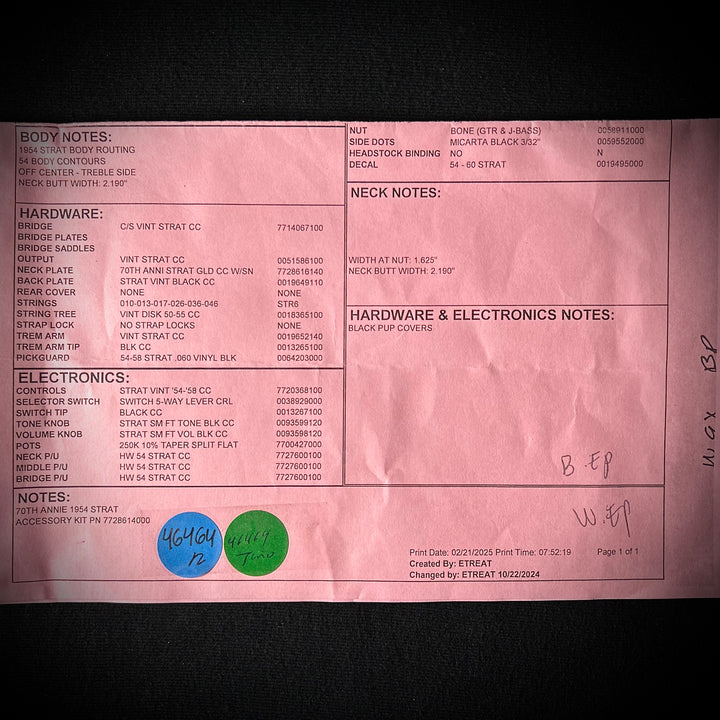 BODY NOTES:
1954 STRAT BODY ROUTING
54 BODY CONTOURS
OFF CENTER - TREBLE SIDE
NECK BUTT WIDTH: 2.190"
HARDWARE:
BRIDGE C/S VINT STRAT CC 7714067100
BRIDGE PLATES
BRIDGE SADDLES
OUTPUT VINT STRAT CC 0051586100
NECK PLATE 70TH ANNI STRAT GLD CC W/SN 7728616140
BACK PLATE STRAT VINT BLACK CC 0019649110
REAR COVER NONE NONE
STRINGS 010-013-017-026-036-046 STR6
STRING TREE VINT DISK 50-55 CC 0018365100
STRAP LOCK NO STRAP LOCKS NONE
TREM ARM VINT STRAT CC 0019652140
TREM ARM TIP BLK CC 0013265100
PICKGUARD 54-58 STRAT .060 VINYL BLK 0064203000
ELECTRONICS:
CONTROLS STRAT VINT '54-'58 CC 7720368100
SELECTOR SWITCH SWITCH 5-WAY LEVER CRL 0038929000
SWITCH TIP BLACK CC 0013267100
TONE KNOB STRAT SM FT TONE BLK CC 0093599120
VOLUME KNOB STRAT SM FT VOL BLK CC 0093598120
POTS 250K 10% TAPER SPLIT FLAT 7700427000
NECK P/U HW 54 STRAT CC 7727600100
MIDDLE P/U HW 54 STRAT CC 7727600100
BRIDGE P/U HW 54 STRAT CC 7727600100
NOTES:
70TH ANNIE 1954 STRAT
ACCESSORY KIT PN 7728614000
46464
46464
NUT BONE (GTR & J-BASS) 0058911000
SIDE DOTS MICARTA BLACK 3/32" 0059552000
HEADSTOCK BINDING NO N
DECAL 54 - 60 STRAT 0019495000
NECK NOTES:
WIDTH AT NUT: 1.625"
NECK BUTT WIDTH: 2.190"
HARDWARE & ELECTRONICS NOTES:
BLACK PUP COVERS
B.EP
W.EP
Print Date: 02/21/2025 Print Time: 07:52:19 Page 1 of 1
Created By: ETREAT
Changed by: ETREAT 10/22/2024
BP